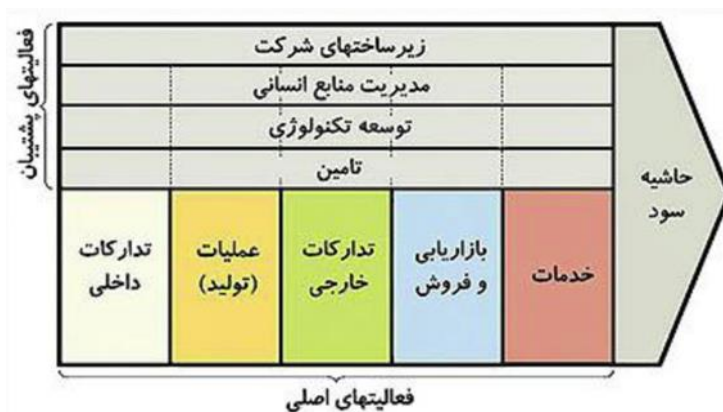 فعالیتهای پشتیبان
زیرساختهای شرکت
مدیریت منابع انسانی
توسعه تکنولوژی
تامین
حاشیه
سود
تدارکات
داخلی
عملیات
(تولید)
تدارکات
خارجی
بازاریابی
و فروش
خدمات
فعالیتهای اصلی